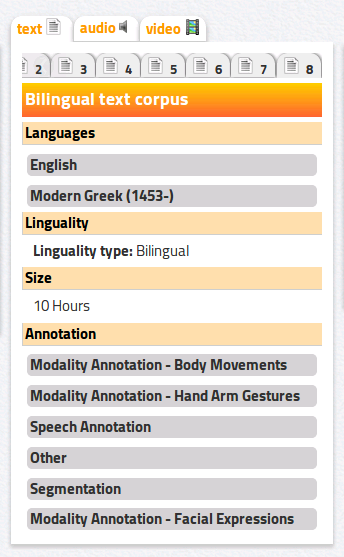 text audio video
2 3 4 5 6 7 8
Bilingual text corpus
Languages
English
Modern Greek (1453-)
Linguality
Linguality type: Bilingual
Size
10 Hours
Annotation
Modality Annotation - Body Movements
Modality Annotation - Hand Arm Gestures
Speech Annotation
Other
Segmentation
Modality Annotation - Facial Expressions